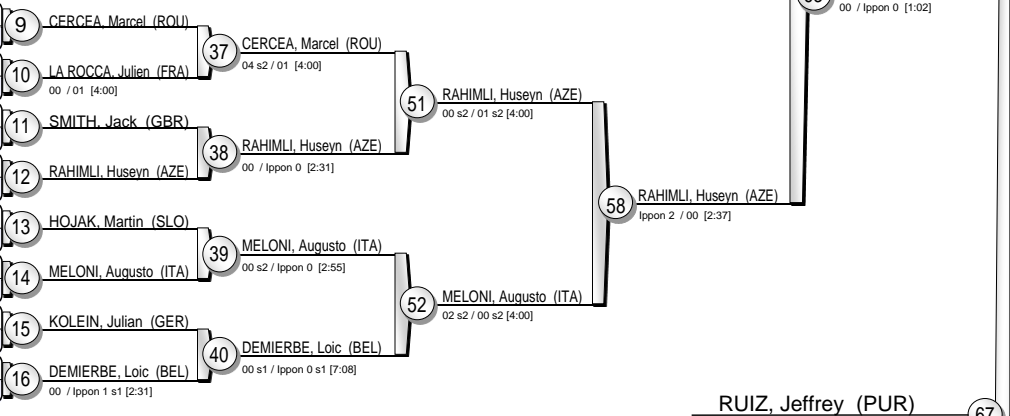 00 / Ippon 0 [1:02]
9
CERCEA, Marcel (ROU)
37
CERCEA, Marcel (ROU)
04 s2 / 01 [4:00]
10
LA ROCCA, Julien (FRA)
00 / 01 [4:00]
51
RAHIMLI, Huseyn (AZE)
00 s2 / 01 s2 [4:00]
11
SMITH, Jack (GBR)
38
RAHIMLI, Huseyn (AZE)
00 / Ippon 0 [2:31]
12
RAHIMLI, Huseyn (AZE)
58
RAHIMLI, Huseyn (AZE)
Ippon 2 / 00 [2:37]
13
HOJAK, Martin (SLO)
39
MELONI, Augusto (ITA)
00 s2 / Ippon 0 [2:55]
14
MELONI, Augusto (ITA)
52
MELONI, Augusto (ITA)
02 s2 / 00 s2 [4:00]
15
KOLEIN, Julian (GER)
40
DEMIERBE, Loic (BEL)
00 s1 / Ippon 0 s1 [7:08]
16
DEMIERBE, Loic (BEL)
00 / Ippon 1 s1 [2:31]
RUIZ, Jeffrey (PUR)
67